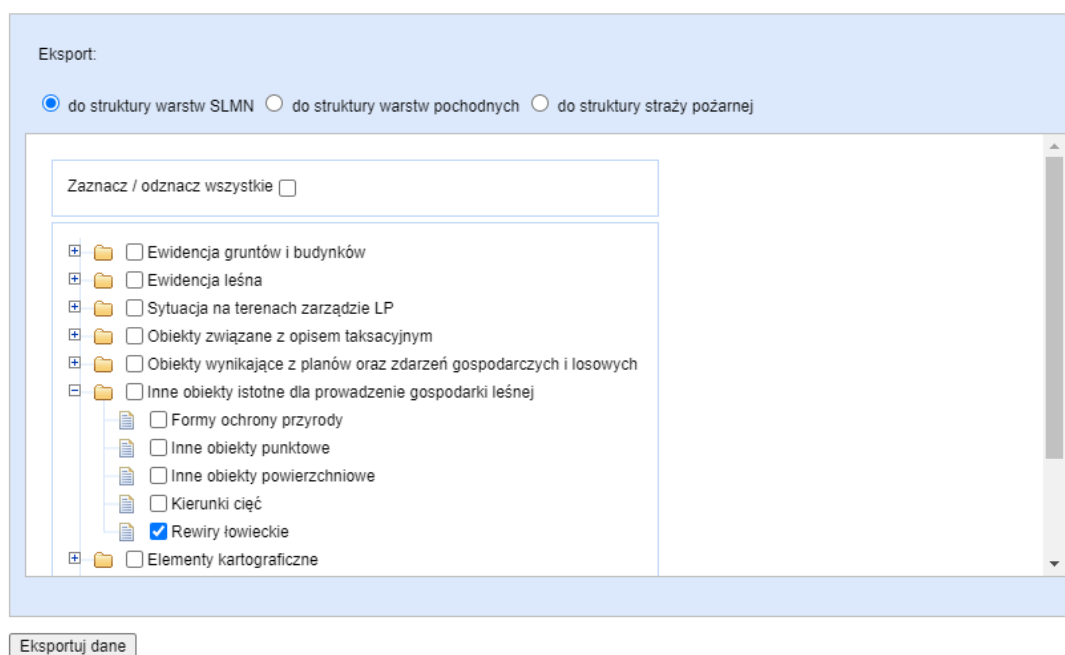 Eksport:
do struktury warstw SLMN do struktury warstw pochodnych do struktury straży pożarnej
Zaznacz / odznacz wszystkie
Ewidencja gruntów i budynków
Ewidencja leśna
Sytuacja na terenach zarządzie LP
Obiekty związane z opisem taksacyjnym
Obiekty wynikające z planów oraz zdarzeń gospodarczych i losowych
Inne obiekty istotne dla prowadzenie gospodarki leśnej
Formy ochrony przyrody
Inne obiekty punktowe
Inne obiekty powierzchniowe
Kierunki cięć
Rewiry łowieckie
Elementy kartograficzne
Eksportuj dane